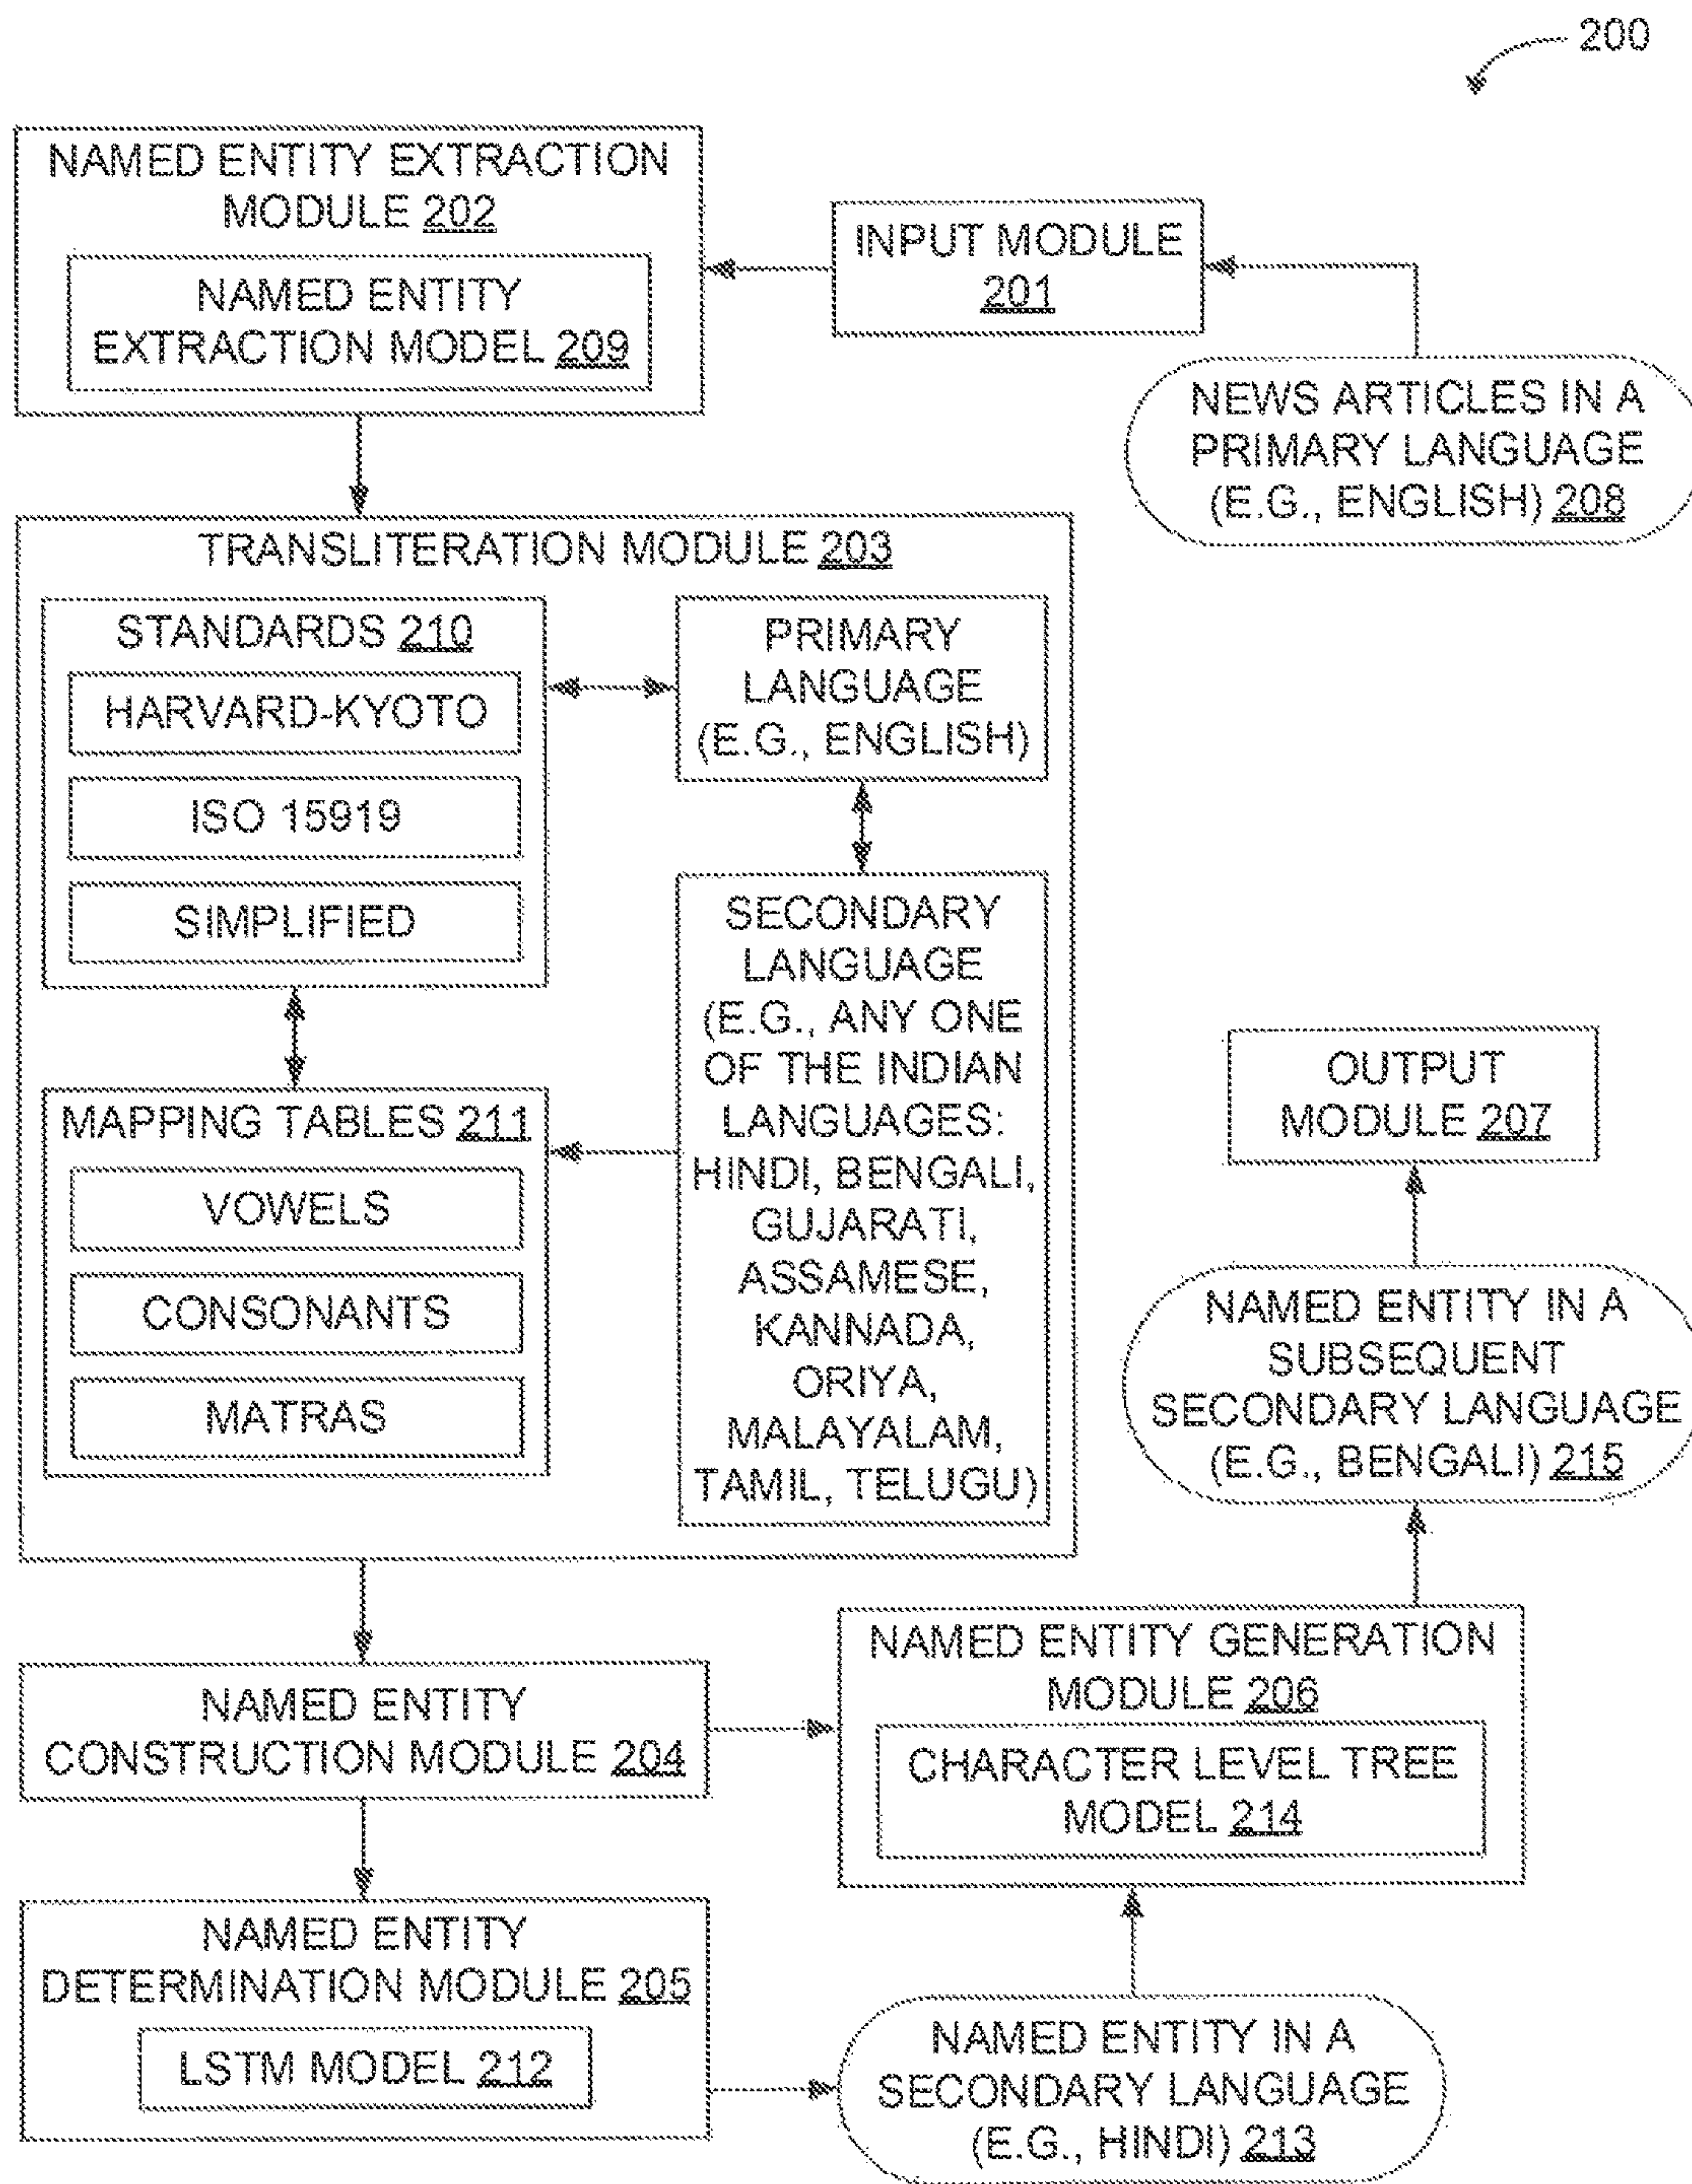 200
NAMED ENTITY EXTRACTION
MODULE 202
NAMED ENTITY
EXTRACTION MODEL 209
INPUT MODULE
201
NEWS ARTICLES IN A
PRIMARY LANGUAGE
(E.G., ENGLISH) 208
TRANSLITERATION MODULE 203
STANDARDS 210
HARVARD-KYOTO
ISO 15919
SIMPLIFIED
PRIMARY
LANGUAGE
(E.G., ENGLISH)
MAPPING TABLES 211
VOWELS
CONSONANTS
MATRAS
SECONDARY
LANGUAGE
(E.G., ANY ONE
OF THE INDIAN
LANGUAGES:
HINDI, BENGALI,
GUJARATI,
ASSAMESE,
KANNADA,
ORIYA,
MALAYALAM,
TAMIL, TELUGU)
OUTPUT
MODULE 207
NAMED ENTITY IN A
SUBSEQUENT
SECONDARY LANGUAGE
(E.G., BENGALI) 215
NAMED ENTITY
CONSTRUCTION MODULE 204
NAMED ENTITY GENERATION
MODULE 206
CHARACTER LEVEL TREE
MODEL 214
NAMED ENTITY
DETERMINATION MODULE 205
LSTM MODEL 212
NAMED ENTITY IN A
SECONDARY LANGUAGE
(E.G., HINDI) 213